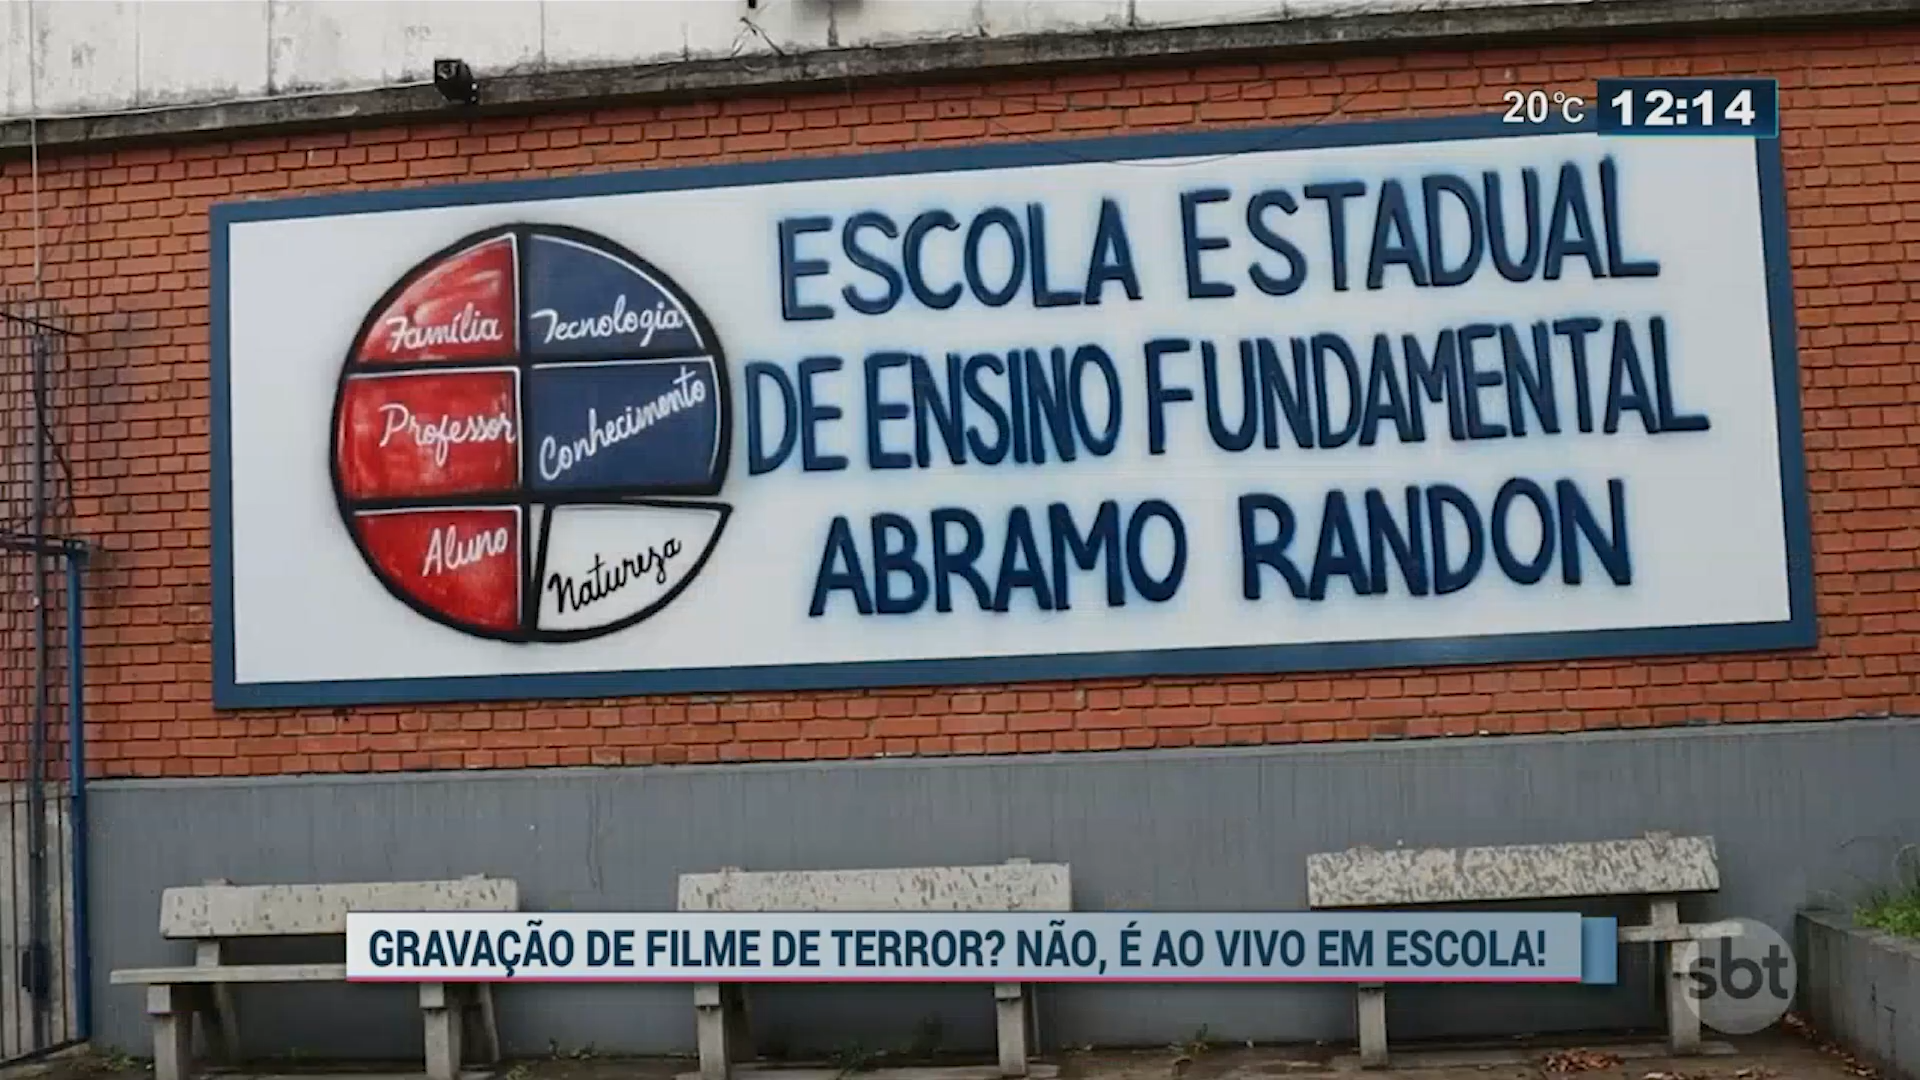 20°C 12:14
ESCOLA ESTADUAL
DE ENSINO FUNDAMENTAL
ABRAMO RANDON
Família
Tecnologia
Professor
Conhecimento
Aluno
Natureza
GRAVAÇÃO DE FILME DE TERROR? NÃO, É AO VIVO EM ESCOLA!
sbt